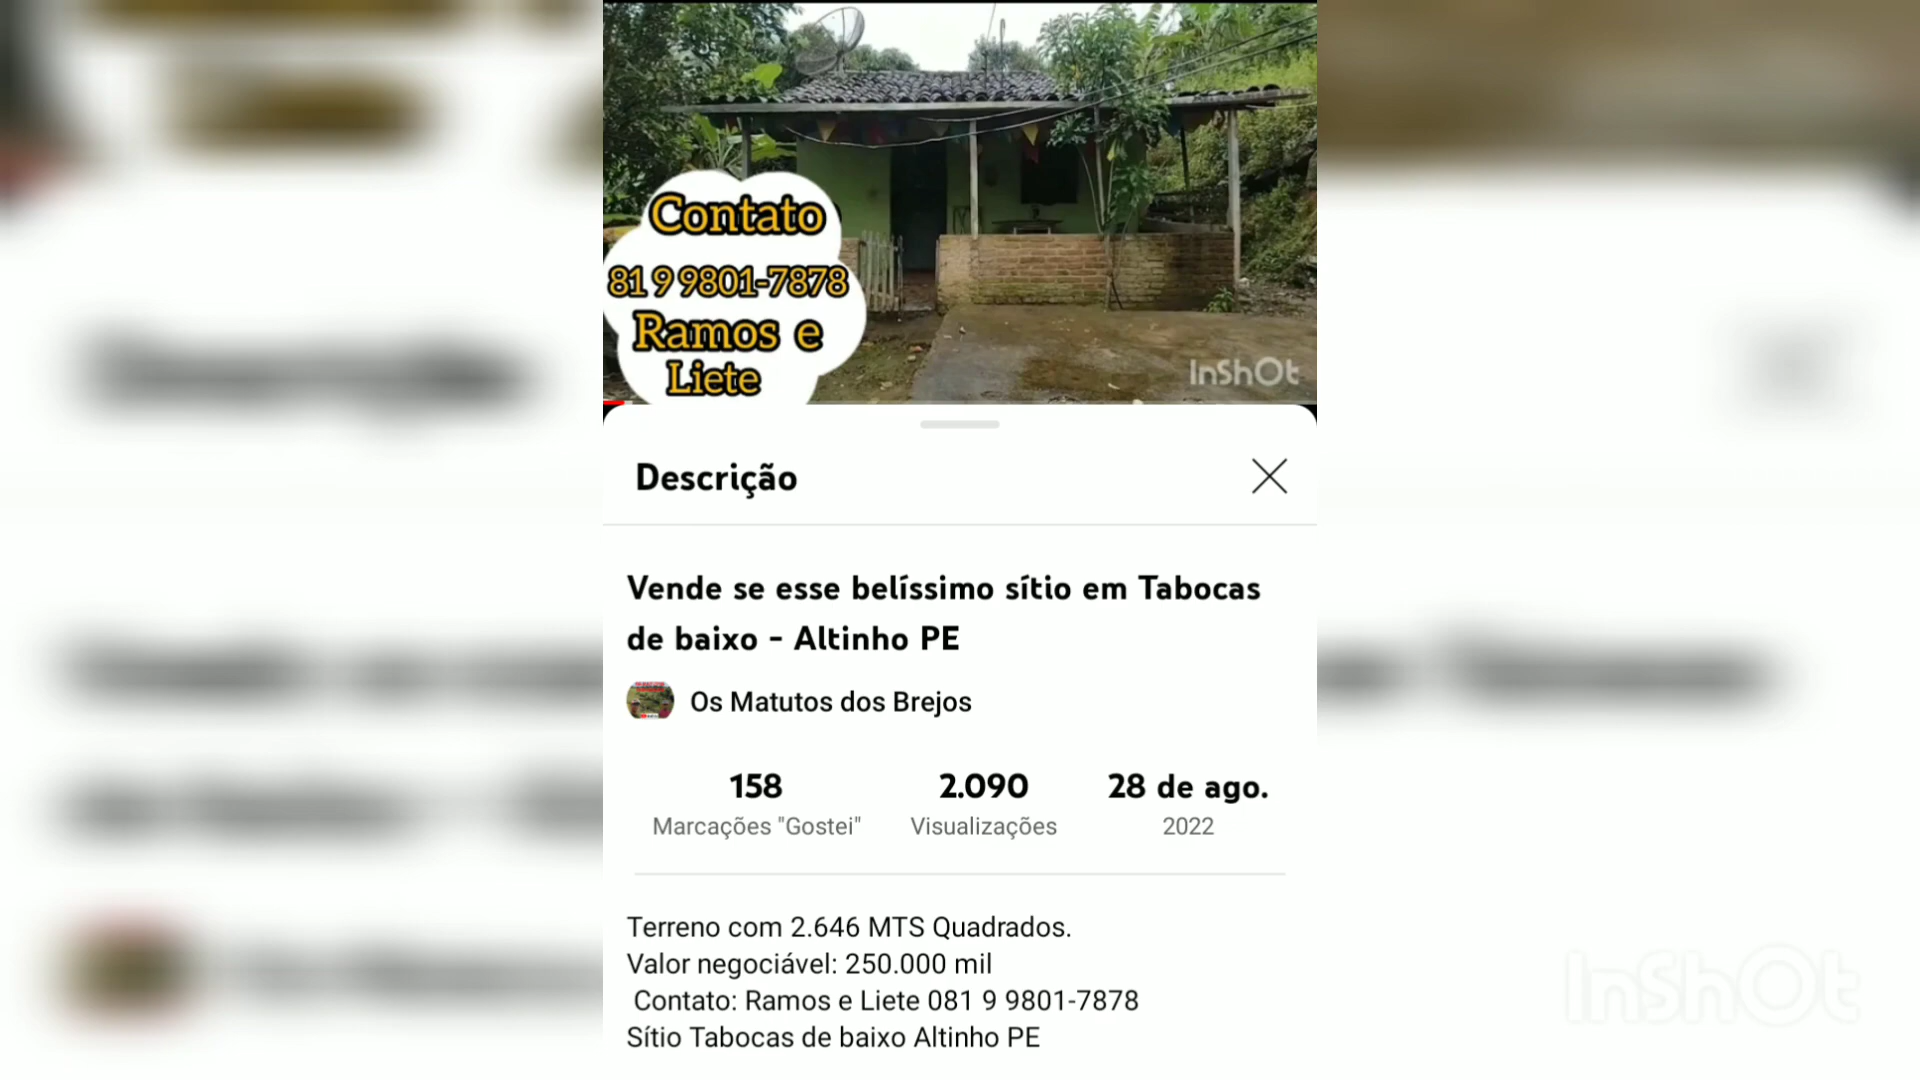 Contato
81 9 9801-7878
Ramos e
Liete
InShOt
Descrição
Vende se esse belíssimo sítio em Tabocas
de baixo - Altinho PE
Os Matutos dos Brejos
158
Marcações "Gostei"
2.090
Visualizações
28 de ago.
2022
Terreno com 2.646 MTS Quadrados.
Valor negociável: 250.000 mil
Contato: Ramos e Liete 081 9 9801-7878
Sítio Tabocas de baixo Altinho PE
InShOt